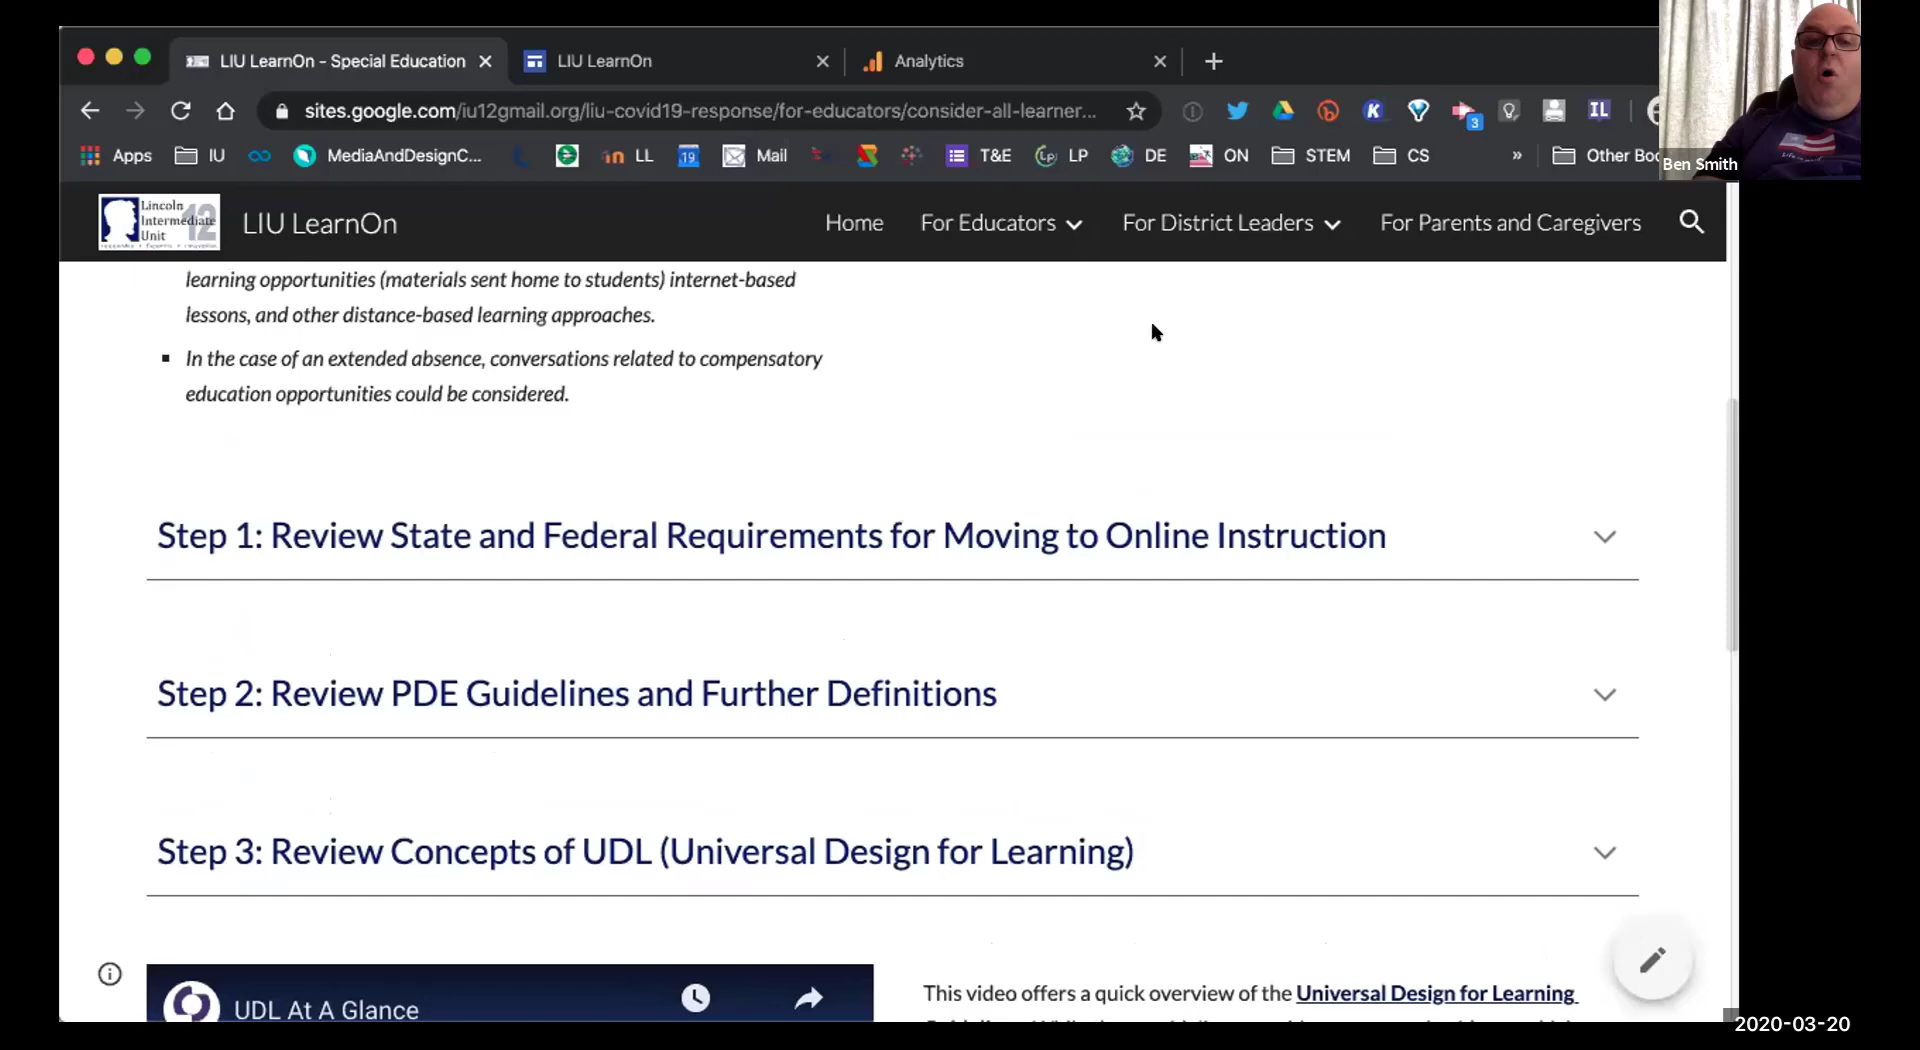 LIU LearnOn - Special Education
LIU LearnOn
Analytics
sites.google.com/iu12gmail.org/liu-covid19-response/for-educators/consider-all-learner...
3
IL
Apps
IU
MediaAndDesignC...
in LL
19
Mail
T&E
LP
DE
ON
STEM
CS
»
Other Boo
Ben Smith
Lincoln
Intermediate
Unit
12
LIU LearnOn
Home
For Educators
For District Leaders
For Parents and Caregivers
learning opportunities (materials sent home to students) internet-based
lessons, and other distance-based learning approaches.
▪ In the case of an extended absence, conversations related to compensatory
education opportunities could be considered.
Step 1: Review State and Federal Requirements for Moving to Online Instruction
Step 2: Review PDE Guidelines and Further Definitions
Step 3: Review Concepts of UDL (Universal Design for Learning)
UDL At A Glance
This video offers a quick overview of the Universal Design for Learning
2020-03-20